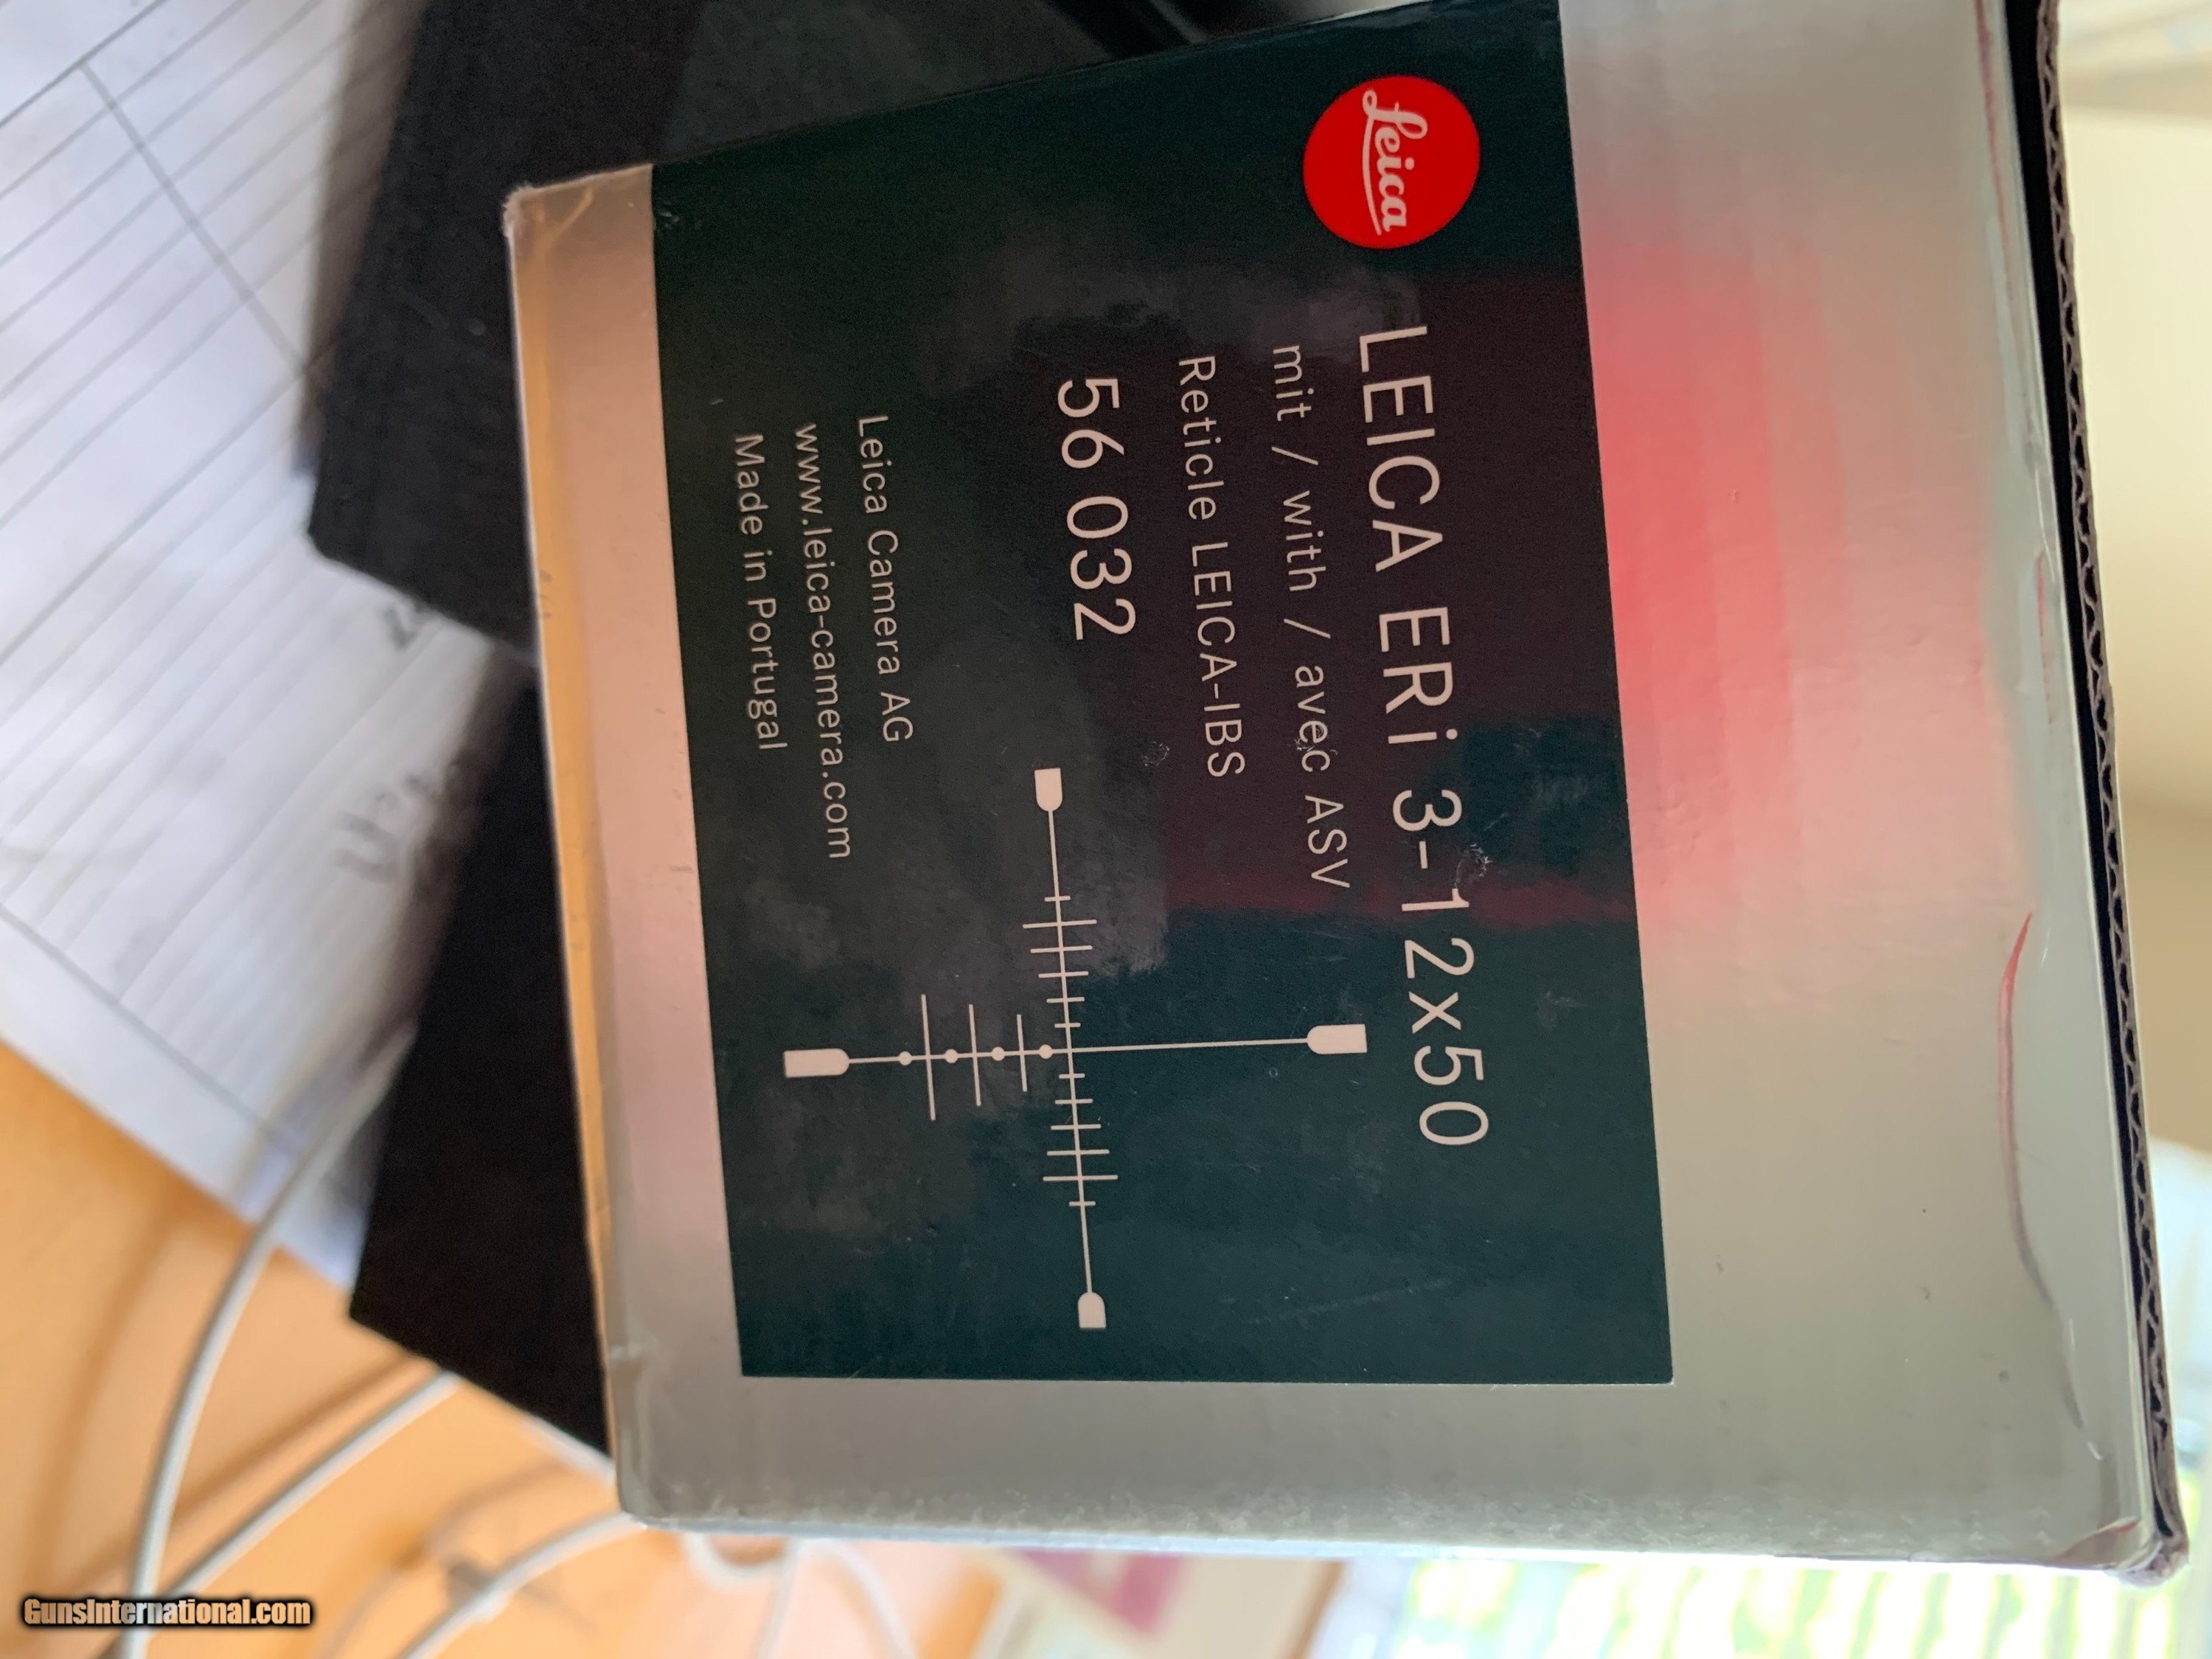 Leica
LEICA ERi 3-12x50
mit / with / avec ASV
Reticle LEICA-IBS
56 032
Leica Camera AG
www.leica-camera.com
Made in Portugal
GunsInternational.com